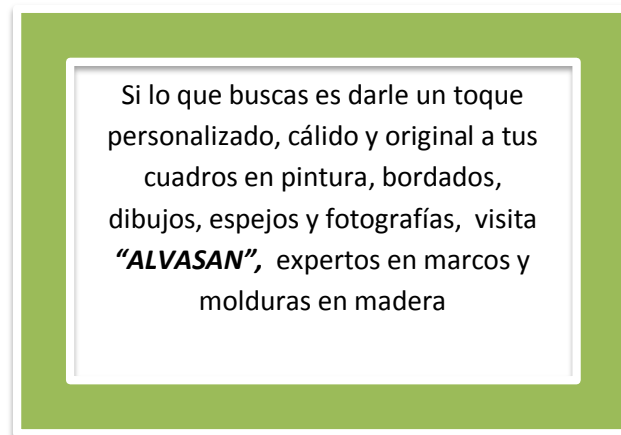 Si lo que buscas es darle un toque
personalizado, cálido y original a tus
cuadros en pintura, bordados,
dibujos, espejos y fotografías,  visita
“ALVASAN”,  expertos en marcos y
molduras en madera